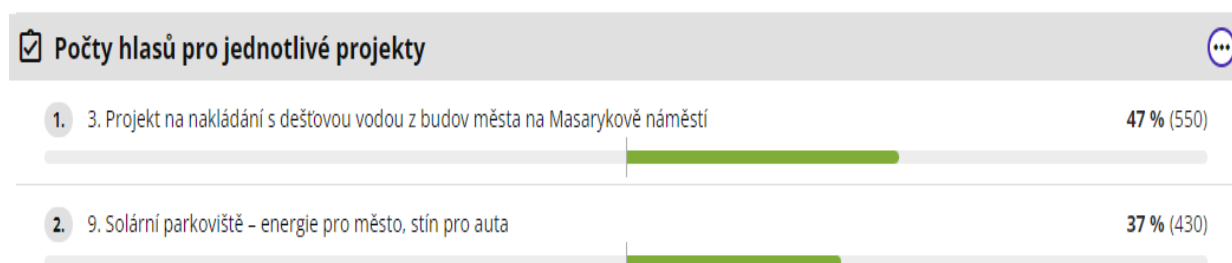 Počty hlasů pro jednotlivé projekty
1. 3. Projekt na nakládání s dešťovou vodou z budov města na Masarykově náměstí 47 % (550)
2. 9. Solární parkoviště – energie pro město, stín pro auta 37 % (430)